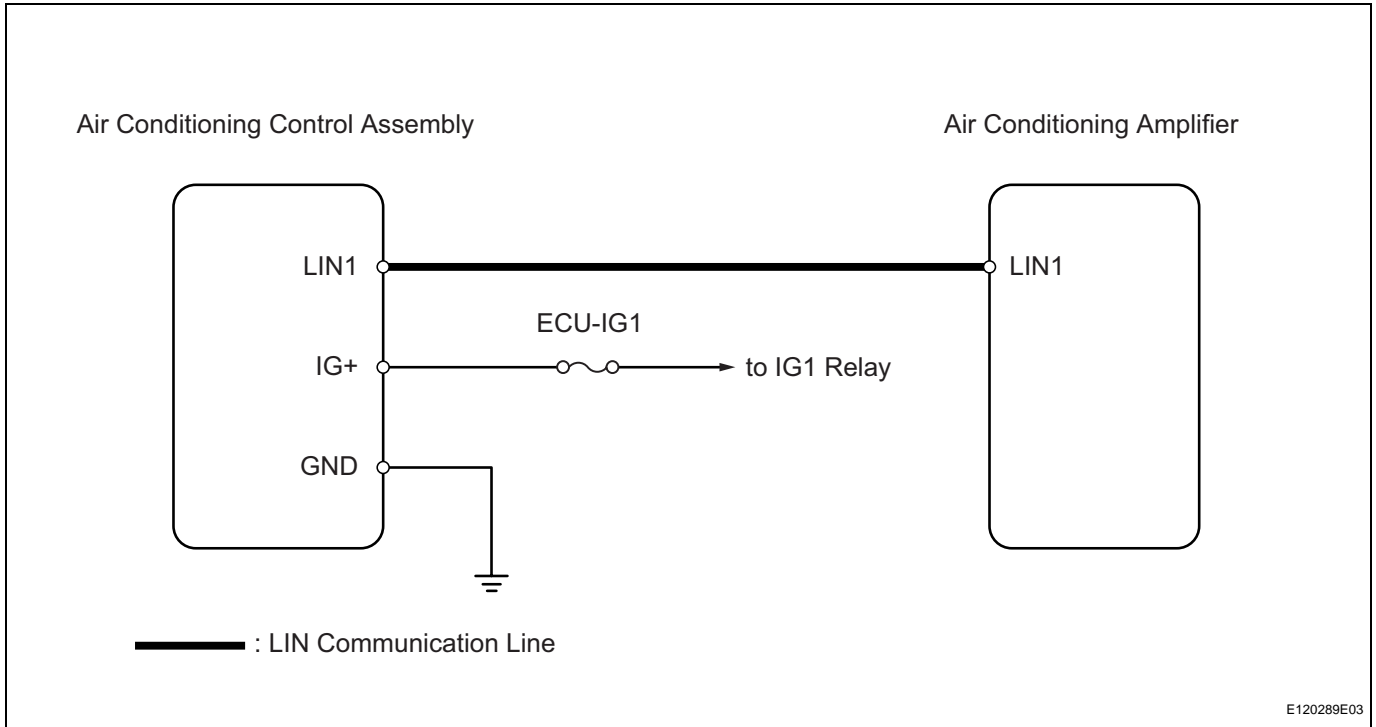 Air Conditioning Control Assembly
Air Conditioning Amplifier
LIN1
LIN1
ECU-IG1
IG+
to IG1 Relay
GND
: LIN Communication Line
E120289E03